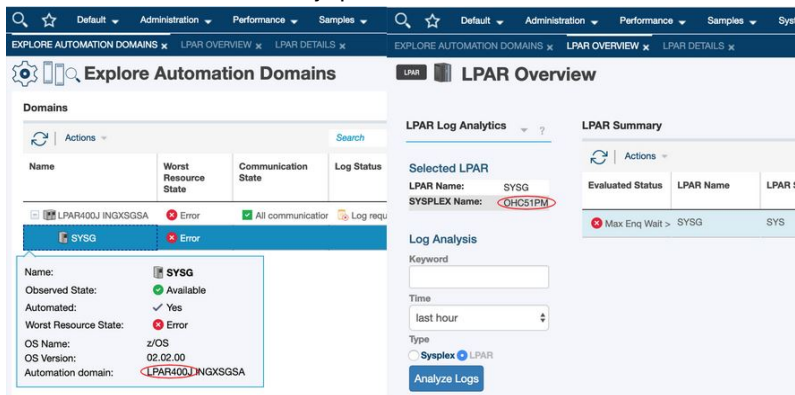 Default Administration Performance Samples
EXPLORE AUTOMATION DOMAINS x LPAR OVERVIEW x LPAR DETAILS x
Explore Automation Domains
Domains
Actions
Search
Name Worst Resource State Communication State Log Status
LPAR400J INGXSGSA Error All communication Log requ
SYSG Error
Name: SYSG
Observed State: Available
Automated: Yes
Worst Resource State: Error
OS Name: z/OS
OS Version: 02.02.00
Automation domain: LPAR400J INGXSGSA
Default Administration Performance Samples Syst
EXPLORE AUTOMATION DOMAINS x LPAR OVERVIEW x LPAR DETAILS x
LPAR LPAR Overview
LPAR Log Analytics ?
Selected LPAR
LPAR Name: SYSG
SYSPLEX Name: OHC51PM
Log Analysis
Keyword
Time
last hour
Type
Sysplex LPAR
Analyze Logs
LPAR Summary
Actions
Evaluated Status LPAR Name LPAR S
Max Enq Wait > SYSG SYS